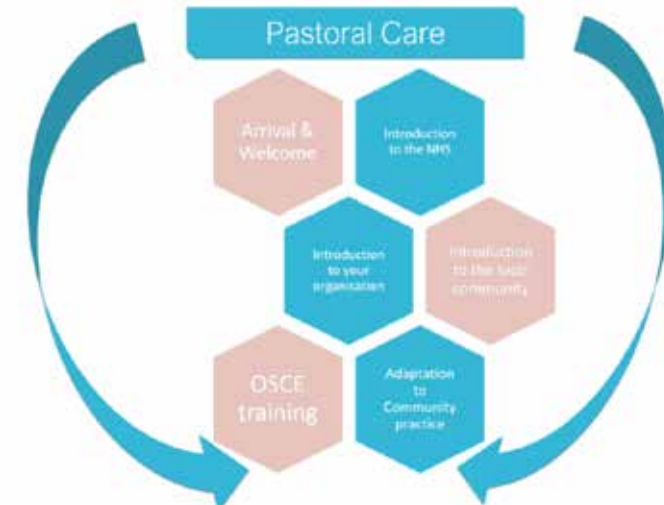 Pastoral Care
Arrival &
Welcome
Introduction
to the NHS
Introduction
to your
organisation
Introduction
to the local
community
OSCE
training
Adaptation
to
Community
practice